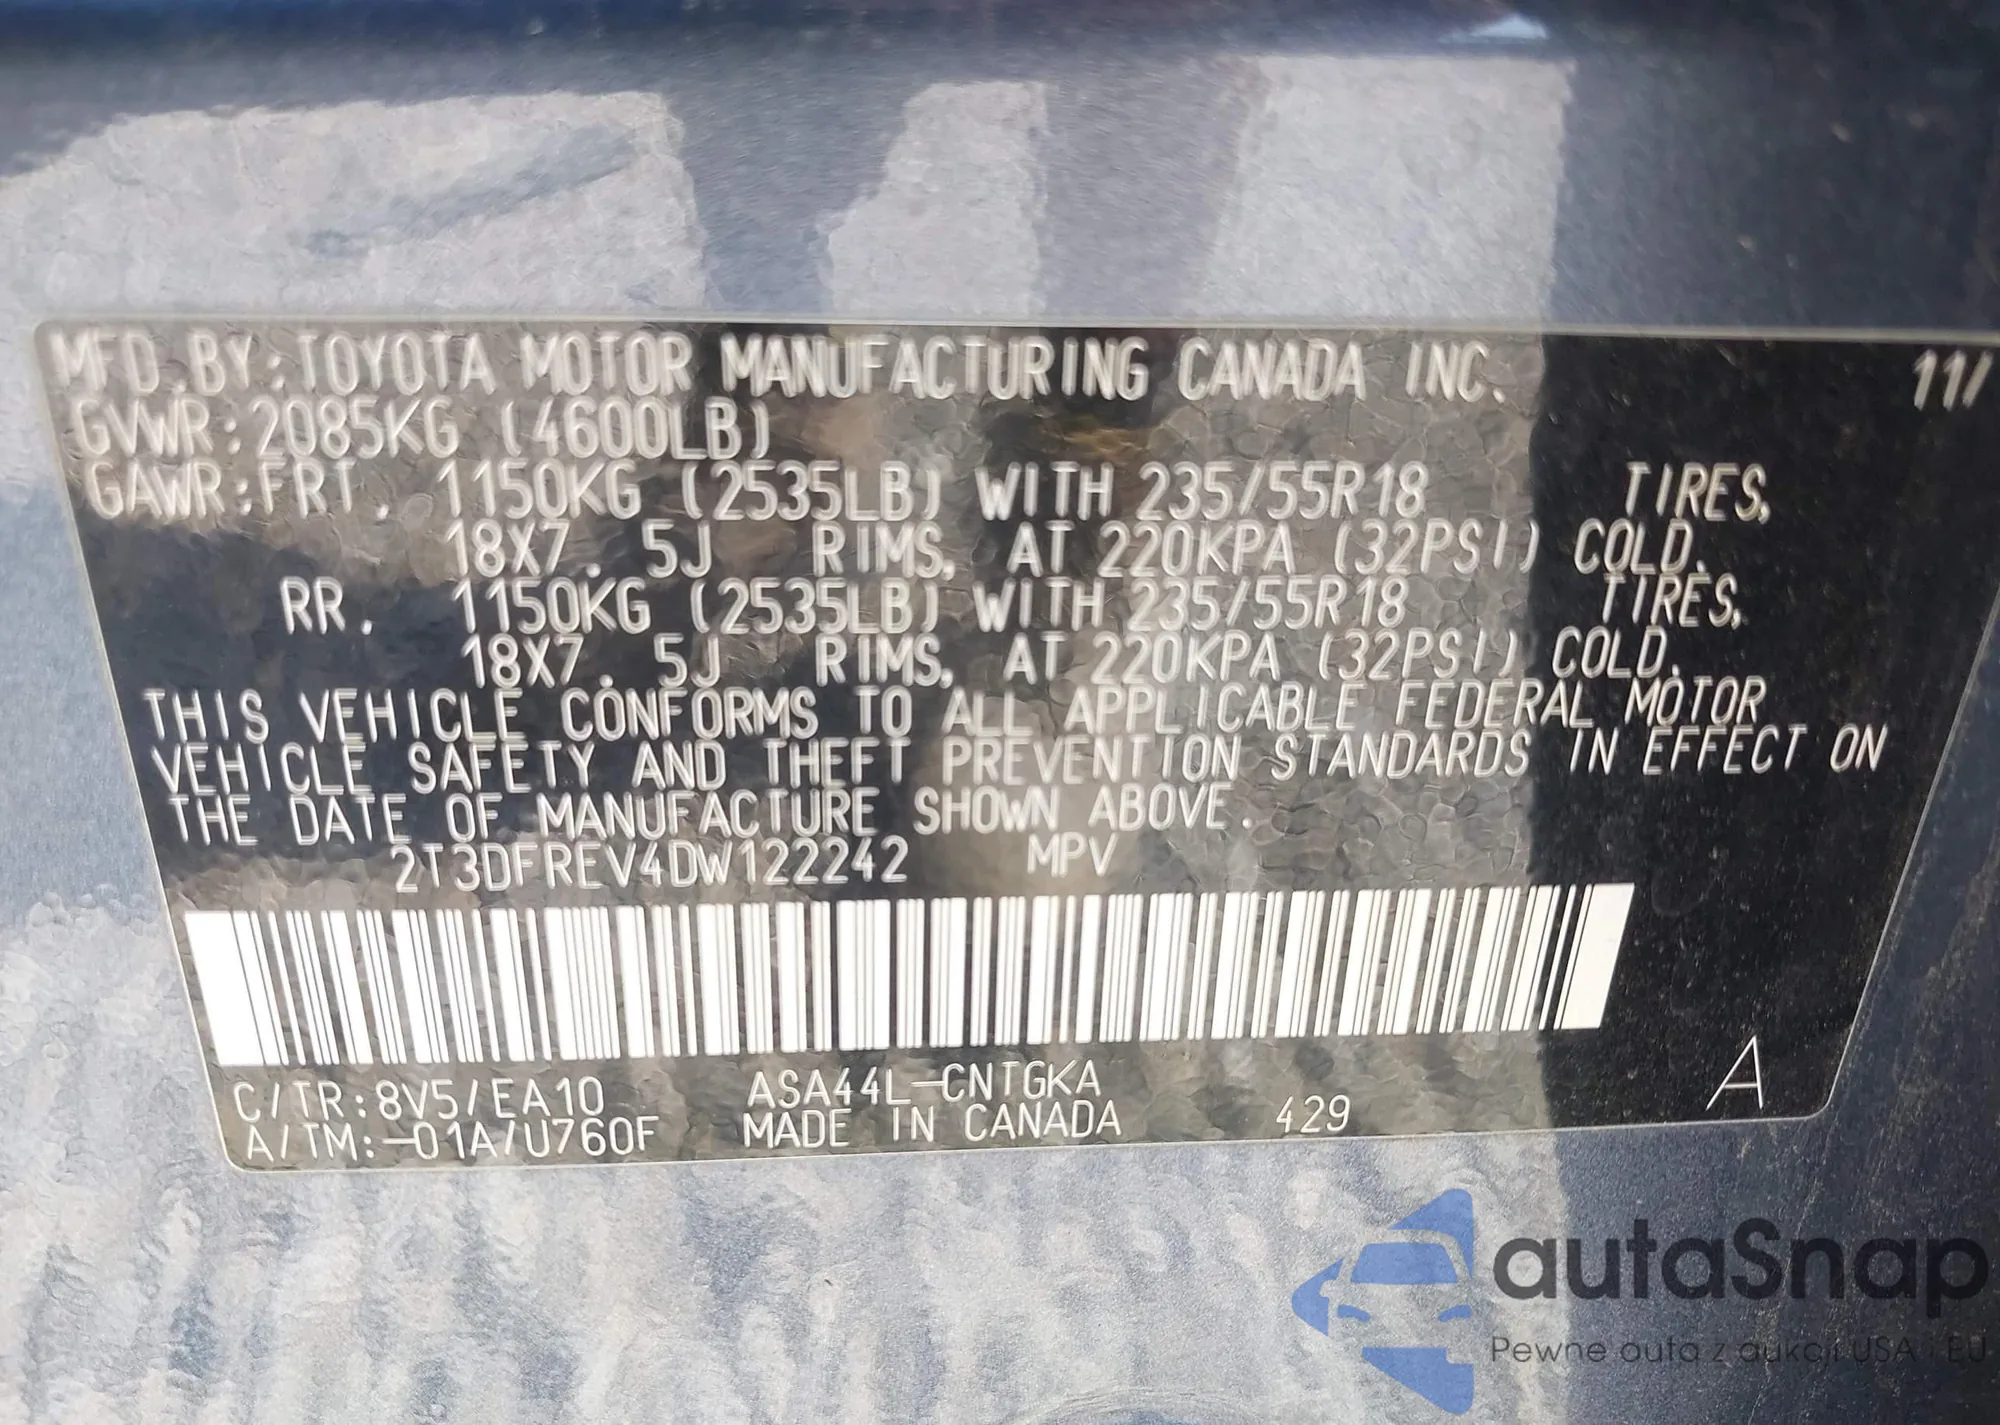 MFD.BY:TOYOTA MOTOR MANUFACTURING CANADA INC. 11/
GVWR:2085KG (4600LB)
GAWR:FRT. 1150KG (2535LB) WITH 235/55R18 TIRES,
18X7.5J RIMS, AT 220KPA (32PSI) COLD.
RR. 1150KG (2535LB) WITH 235/55R18 TIRES,
18X7.5J RIMS, AT 220KPA (32PSI) COLD.
THIS VEHICLE CONFORMS TO ALL APPLICABLE FEDERAL MOTOR
VEHICLE SAFETY AND THEFT PREVENTION STANDARDS IN EFFECT ON
THE DATE OF MANUFACTURE SHOWN ABOVE.
2T3DFREV4DW122242 MPV
C/TR:8V5/EA10 ASA44L-CNTGKA
A/TM:-01A/U760F MADE IN CANADA 429 A
autaSnap
Pewne auta z aukcji USA i EU